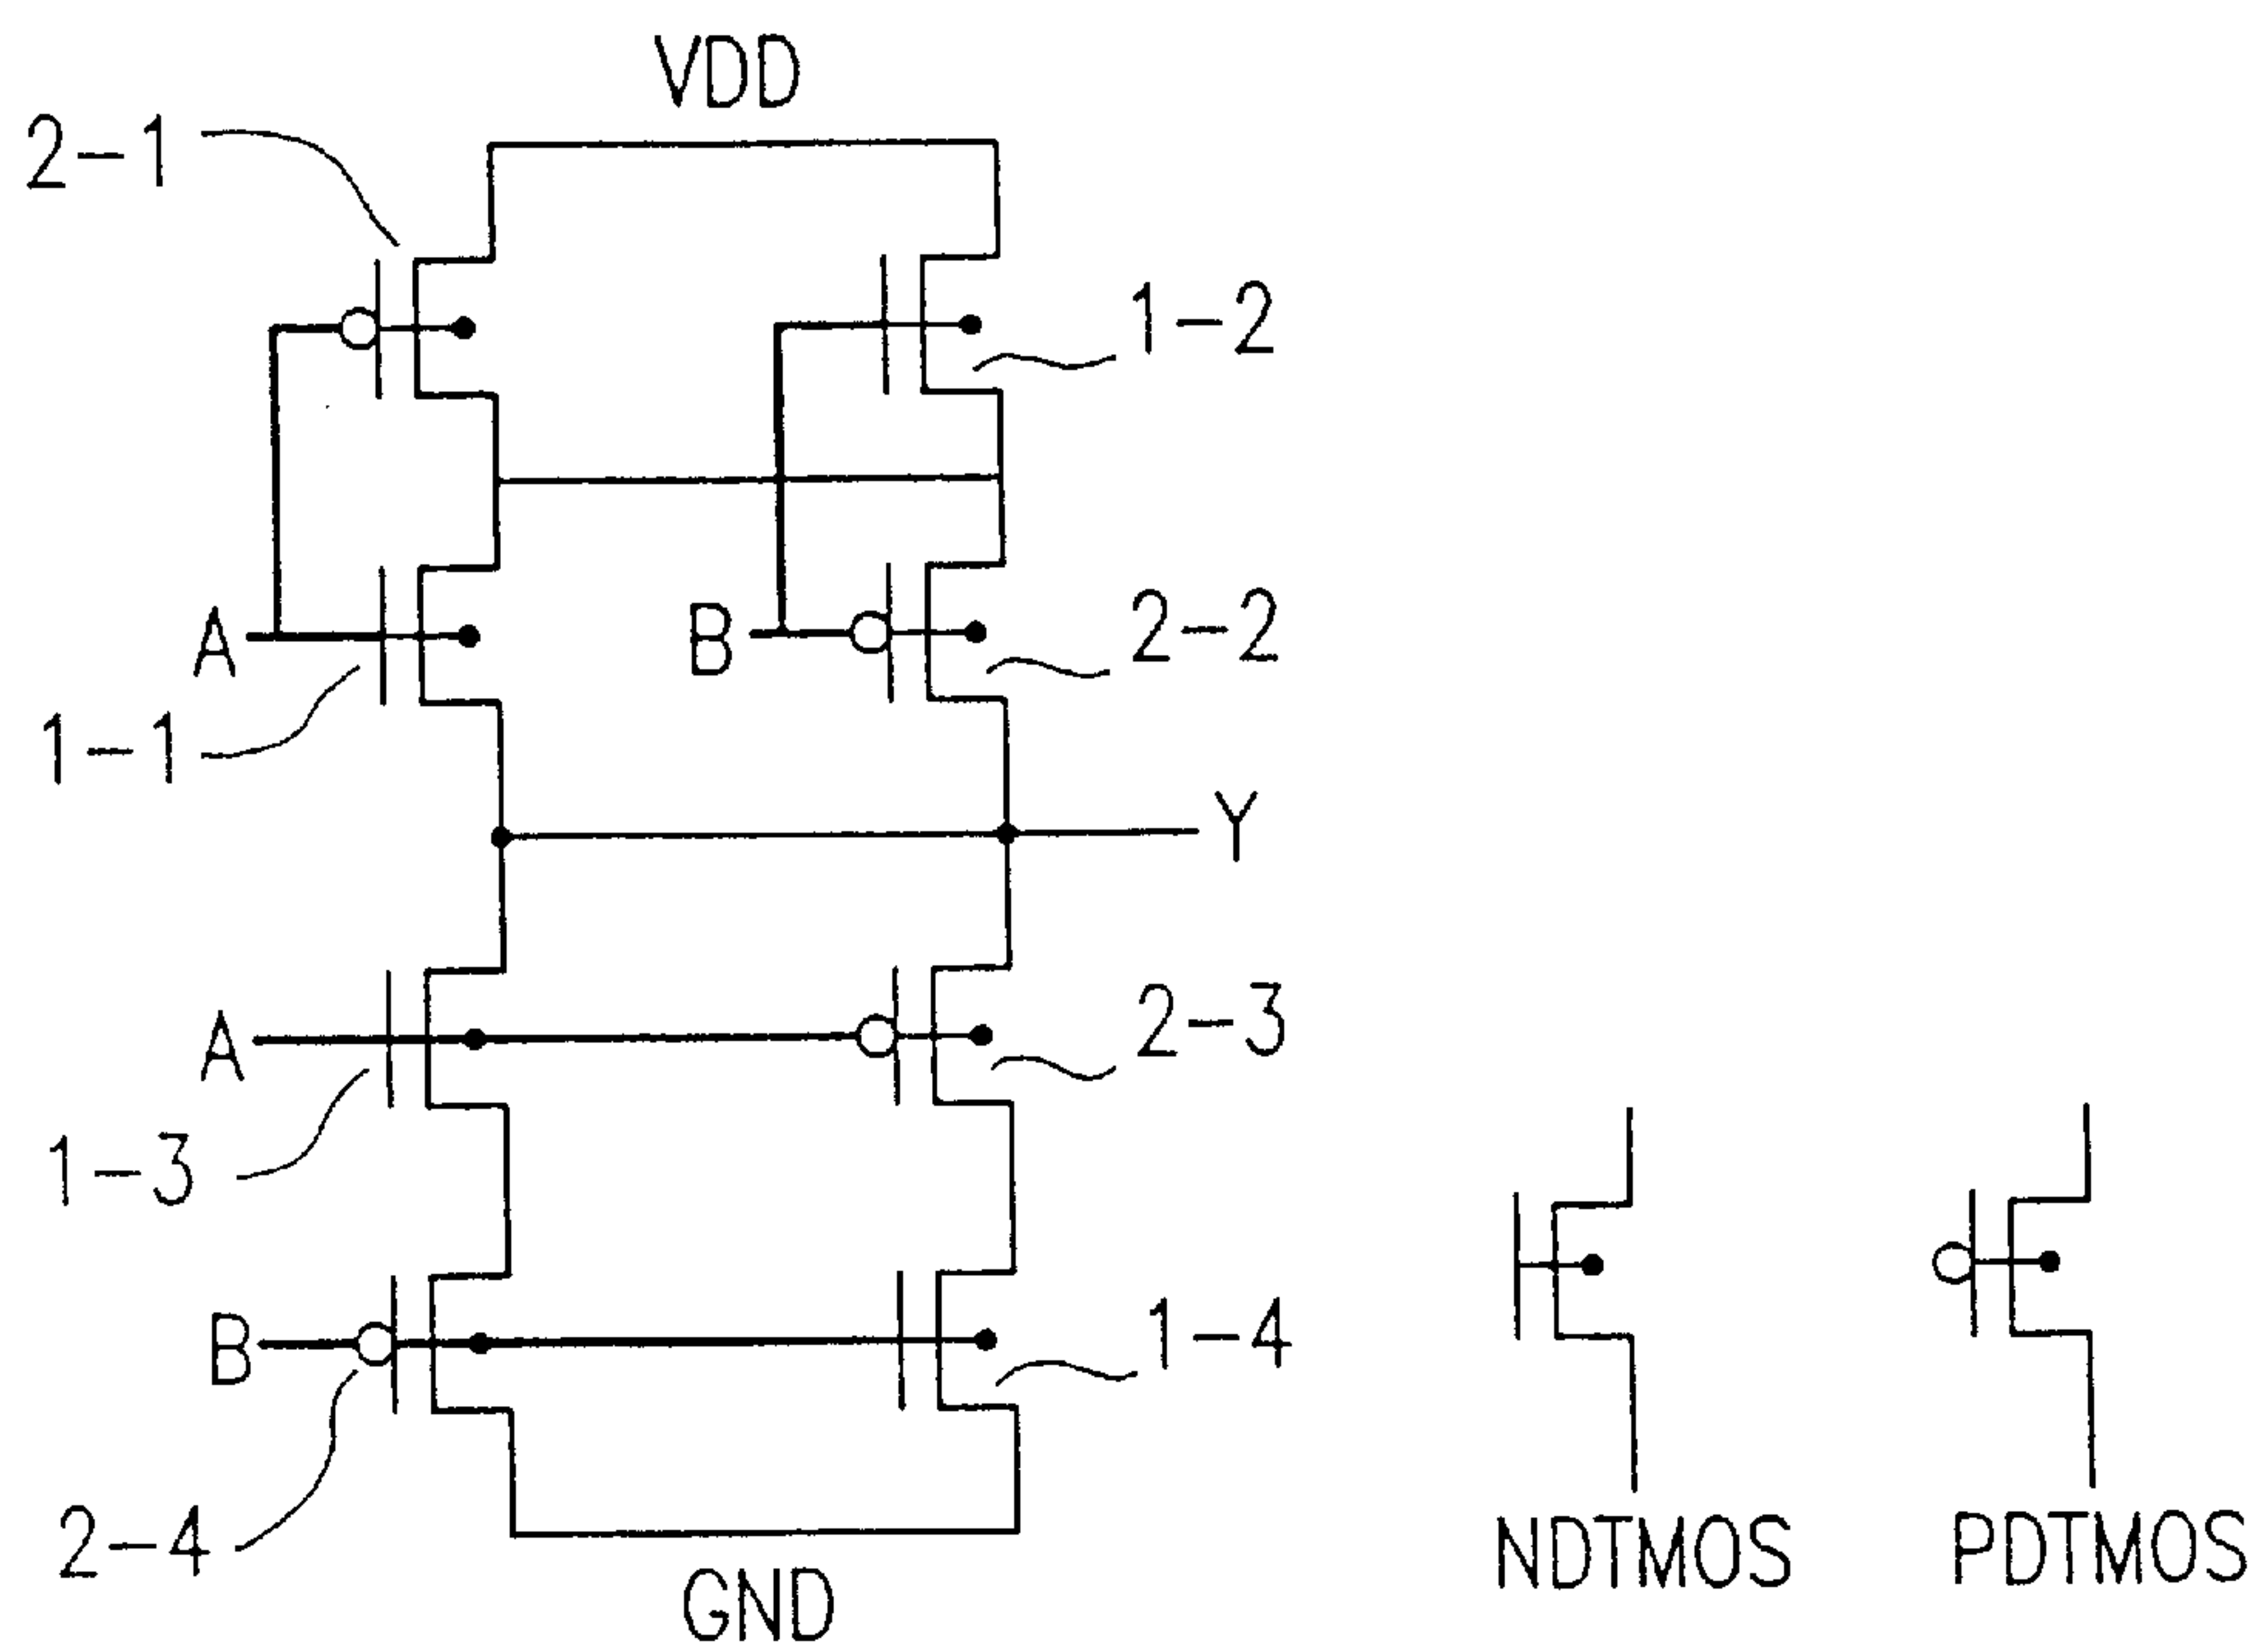 VDD
2-1
1-2
A
B
2-2
1-1
Y
A
2-3
1-3
B
1-4
2-4
GND
NDTMOS
PDTMOS